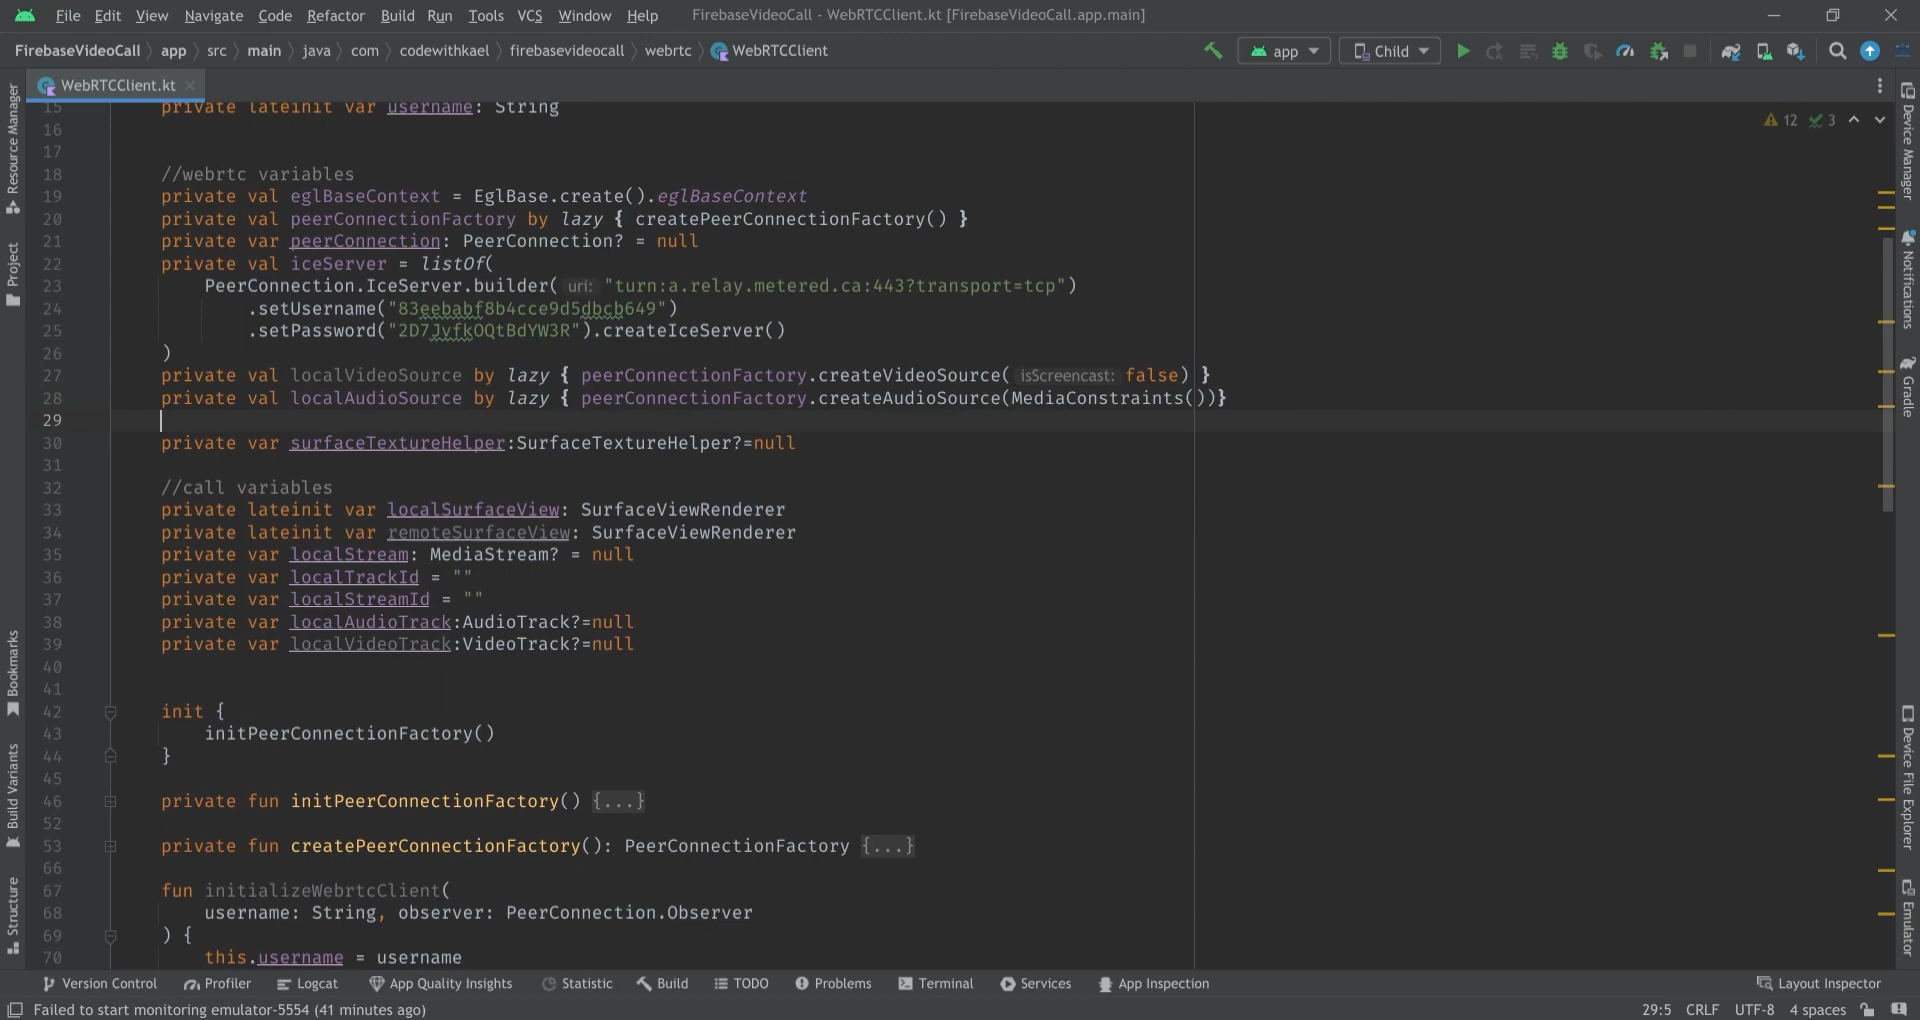 File Edit View Navigate Code Refactor Build Run Tools VCS Window Help FirebaseVideoCall - WebRTCClient.kt [FirebaseVideoCall.app.main]
FirebaseVideoCall app src main java com codewithkael firebasevideocall webrtc WebRTCClient app Child
WebRTCClient.kt
12 3
15 private lateinit var username: String
16
17
18 //webrtc variables
19 private val eglBaseContext = EglBase.create().eglBaseContext
20 private val peerConnectionFactory by lazy { createPeerConnectionFactory() }
21 private var peerConnection: PeerConnection? = null
22 private val iceServer = listOf(
23 PeerConnection.IceServer.builder( uri: "turn:a.relay.metered.ca:443?transport=tcp")
24 .setUsername("83eebabf8b4cce9d5dbcb649")
25 .setPassword("2D7JvfkOQtBdYW3R").createIceServer()
26 )
27 private val localVideoSource by lazy { peerConnectionFactory.createVideoSource( isScreencast: false) }
28 private val localAudioSource by lazy { peerConnectionFactory.createAudioSource(MediaConstraints())}
29
30 private var surfaceTextureHelper:SurfaceTextureHelper?=null
31
32 //call variables
33 private lateinit var localSurfaceView: SurfaceViewRenderer
34 private lateinit var remoteSurfaceView: SurfaceViewRenderer
35 private var localStream: MediaStream? = null
36 private var localTrackId = ""
37 private var localStreamId = ""
38 private var localAudioTrack:AudioTrack?=null
39 private var localVideoTrack:VideoTrack?=null
40
41
42 init {
43 initPeerConnectionFactory()
44 }
45
46 private fun initPeerConnectionFactory() {...}
52
53 private fun createPeerConnectionFactory(): PeerConnectionFactory {...}
66
67 fun initializeWebrtcClient(
68 username: String, observer: PeerConnection.Observer
69 ) {
70 this.username = username
Resource Manager
Project
Bookmarks
Build Variants
Structure
Device Manager
Notifications
Gradle
Device File Explorer
Emulator
Version Control Profiler Logcat App Quality Insights Statistic Build TODO Problems Terminal Services App Inspection Layout Inspector
Failed to start monitoring emulator-5554 (41 minutes ago) 29:5 CRLF UTF-8 4 spaces